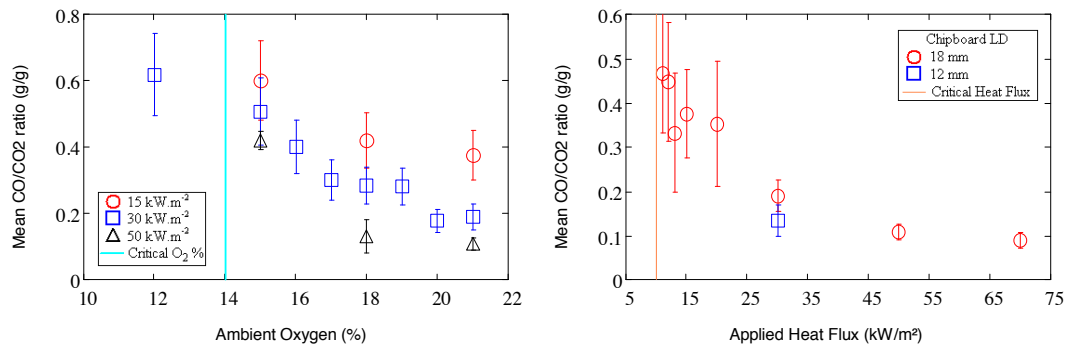 Mean CO/CO2 ratio (g/g)
0.8
0.6
0.4
0.2
0.0
15 kW.m⁻²
30 kW.m⁻²
50 kW.m⁻²
Critical O₂ %
10 12 14 16 18 20 22
Ambient Oxygen (%)
Mean CO/CO2 ratio (g/g)
0.6
0.5
0.4
0.3
0.2
0.1
0.0
Chipboard LD
18 mm
12 mm
Critical Heat Flux
5 15 25 35 45 55 65 75
Applied Heat Flux (kW/m²)